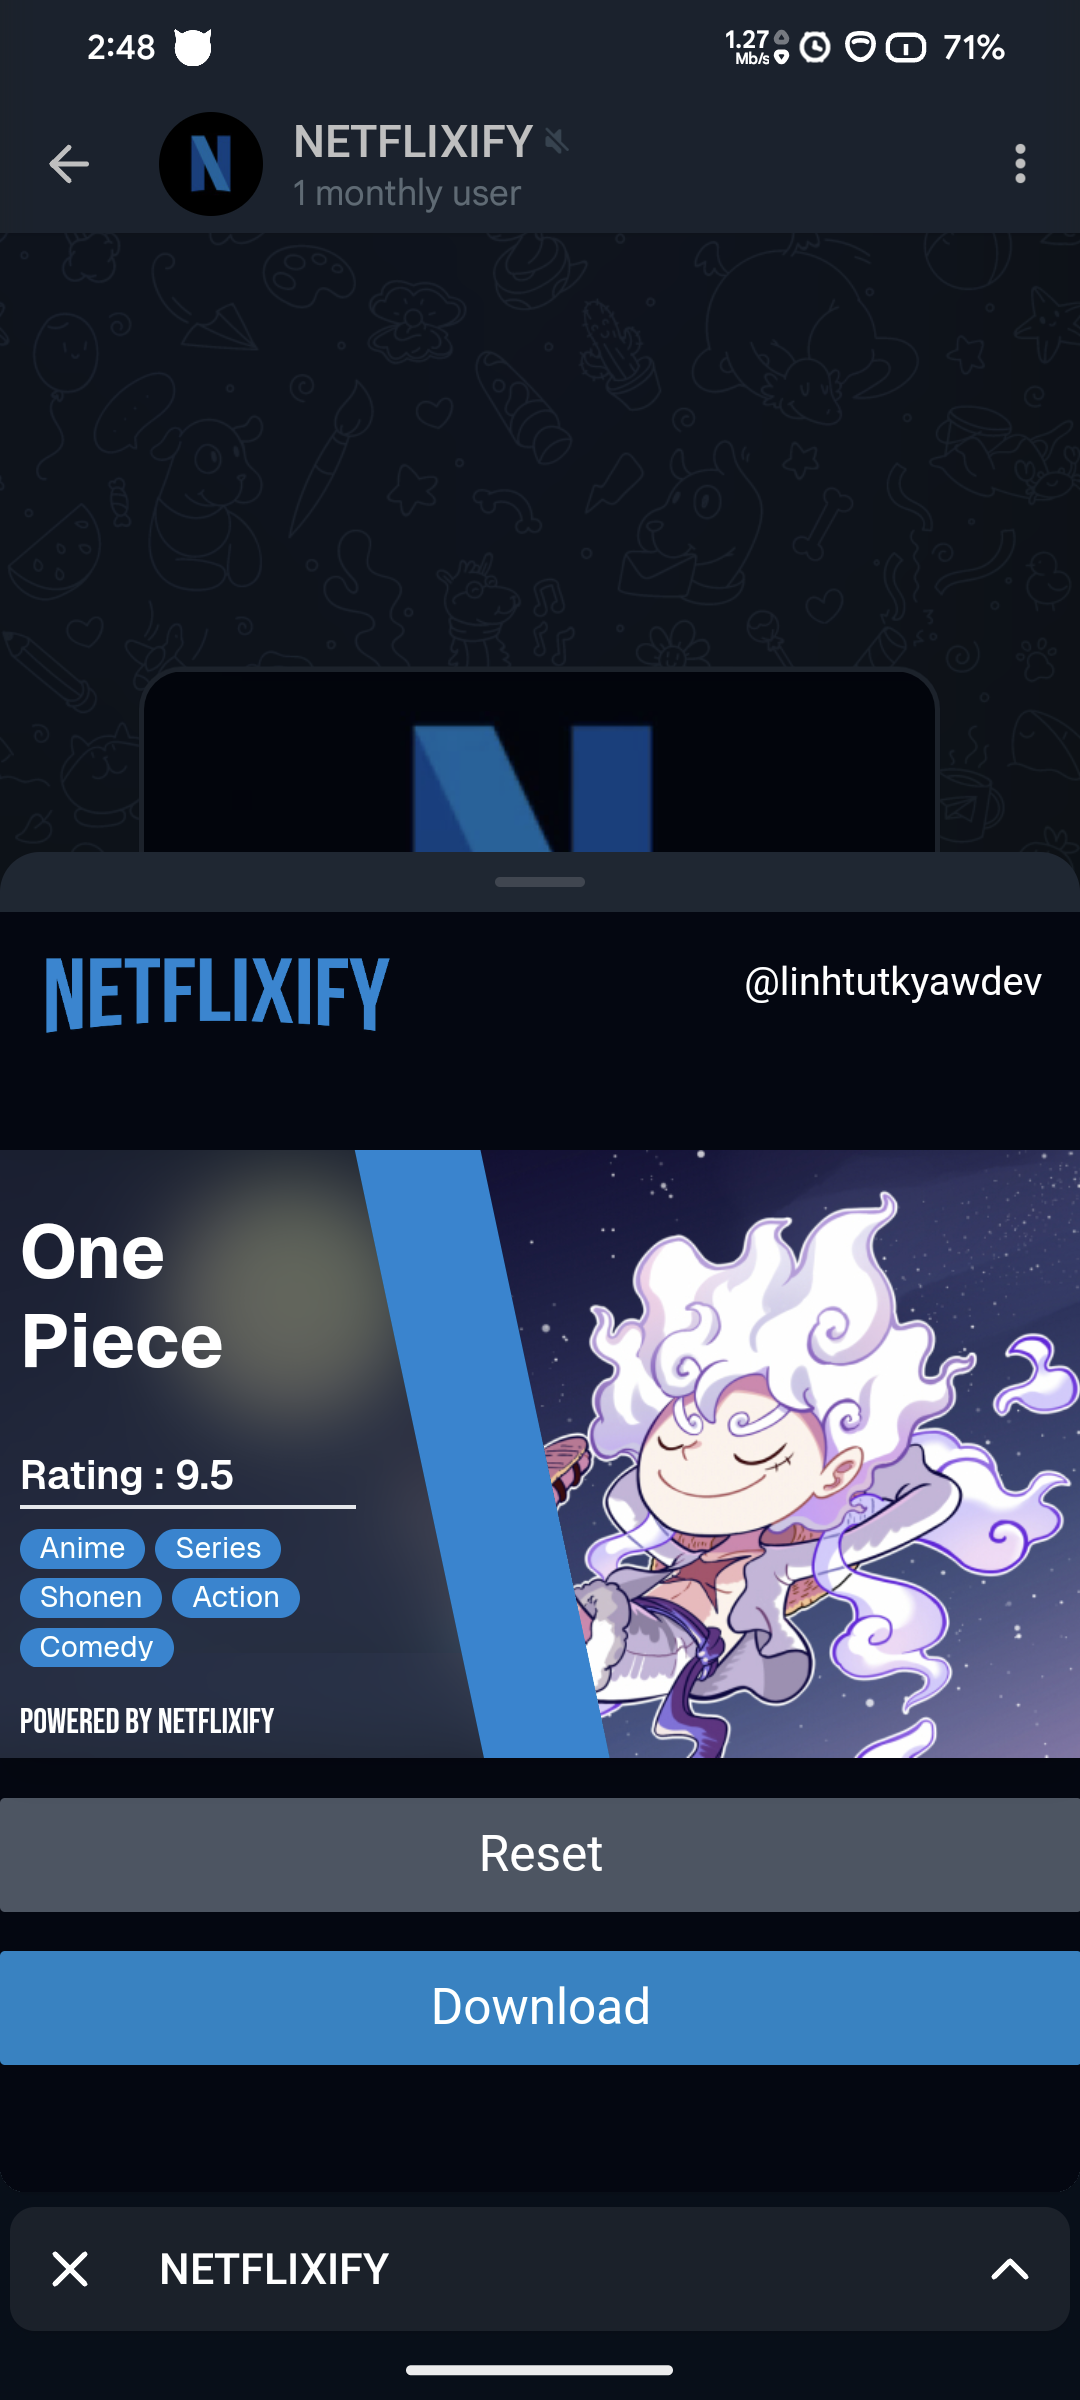 2:48
1.27
Mb/s
71%
NETFLIXIFY
1 monthly user
NETFLIXIFY
@linhtutkyawdev
One
Piece
Rating : 9.5
Anime
Series
Shonen
Action
Comedy
POWERED BY NETFLIXIFY
Reset
Download
NETFLIXIFY